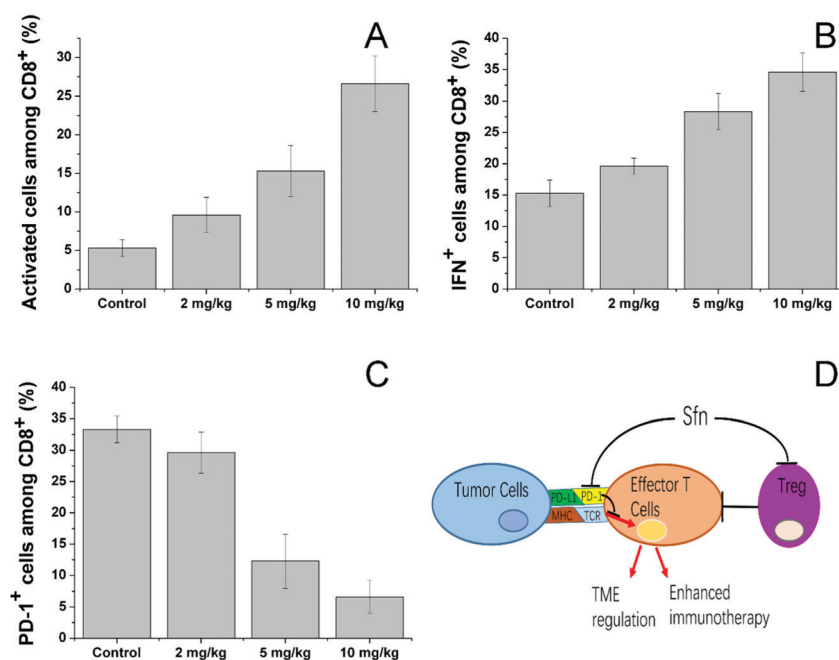 A
Activated cells among CD8⁺ (%)
30
25
20
15
10
5
0
Control 2 mg/kg 5 mg/kg 10 mg/kg
B
IFN⁺ cells among CD8⁺ (%)
40
35
30
25
20
15
10
5
0
Control 2 mg/kg 5 mg/kg 10 mg/kg
C
PD-1⁺ cells among CD8⁺ (%)
40
35
30
25
20
15
10
5
0
Control 2 mg/kg 5 mg/kg 10 mg/kg
D
Sfn
Tumor Cells
PD-L1 PD-1
MHC TCR
Effector T
Cells
Treg
TME
regulation
Enhanced
immunotherapy